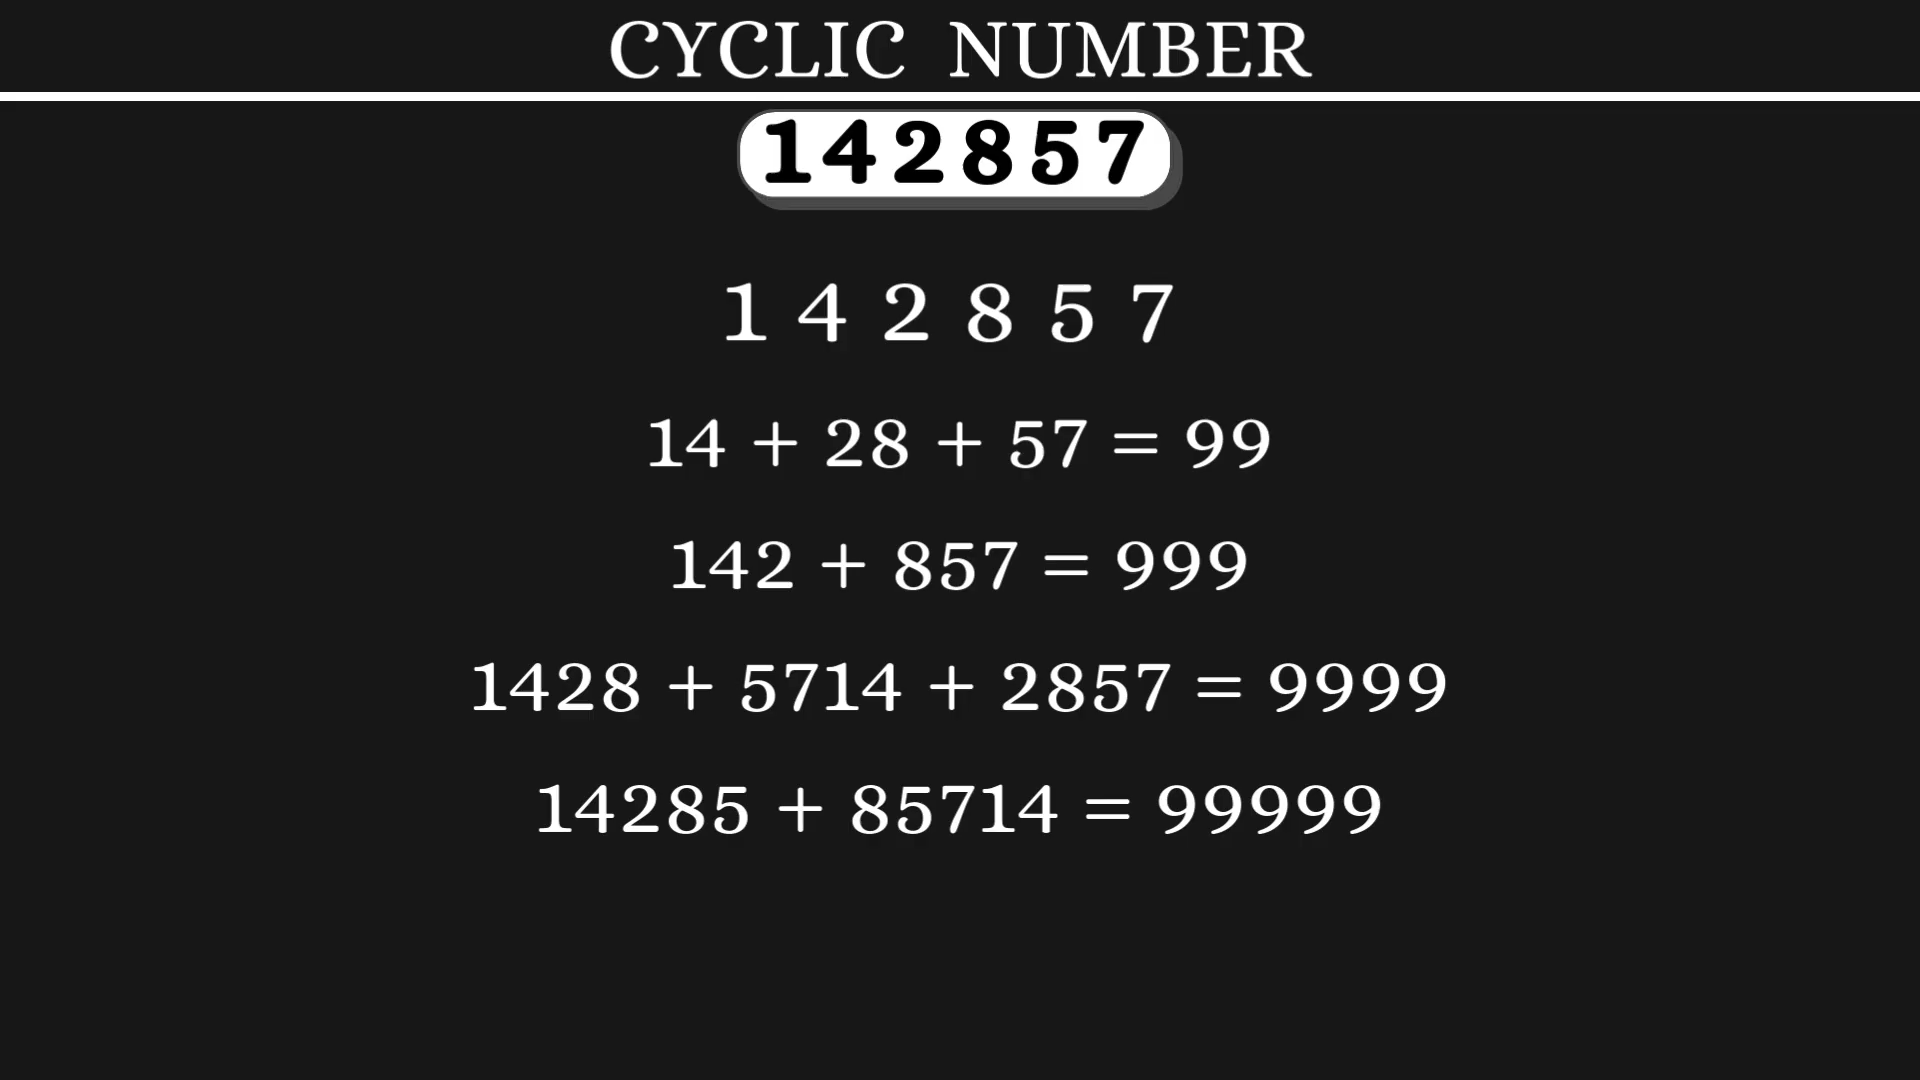 CYCLIC NUMBER
142857
1 4 2 8 5 7
14 + 28 + 57 = 99
142 + 857 = 999
1428 + 5714 + 2857 = 9999
14285 + 85714 = 99999